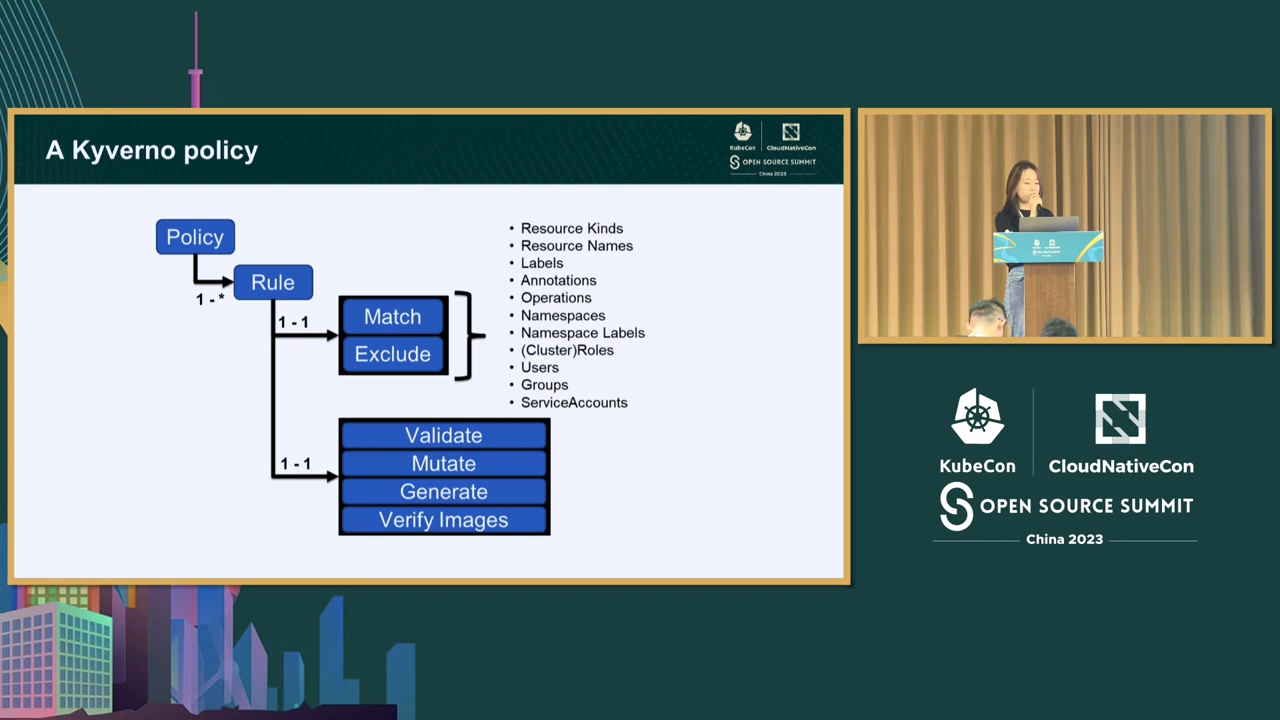 A Kyverno policy
KubeCon
CloudNativeCon
OPEN SOURCE SUMMIT
China 2023
Policy
1 - *
Rule
1 - 1
Match
Exclude
• Resource Kinds
• Resource Names
• Labels
• Annotations
• Operations
• Namespaces
• Namespace Labels
• (Cluster)Roles
• Users
• Groups
• ServiceAccounts
1 - 1
Validate
Mutate
Generate
Verify Images
KubeCon
CloudNativeCon
OPEN SOURCE SUMMIT
China 2023